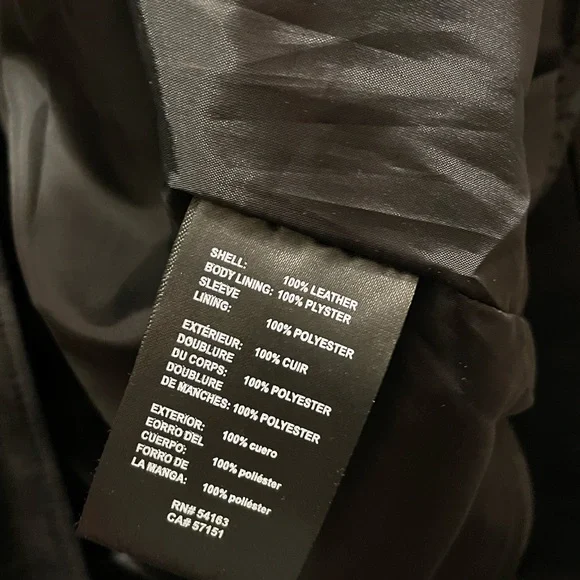 SHELL: 100% LEATHER
BODY LINING: 100% PLYSTER
SLEEVE
LINING: 100% POLYESTER
EXTÉRIEUR: 100% CUIR
DOUBLURE
DU CORPS: 100% POLYESTER
DOUBLURE
DE MANCHES: 100% POLYESTER
EXTERIOR: 100% cuero
EORRO DEL
CUERPO: 100% poliéster
FORRO DE
LA MANGA: 100% poliéster
RN# 54163
CA# 57151